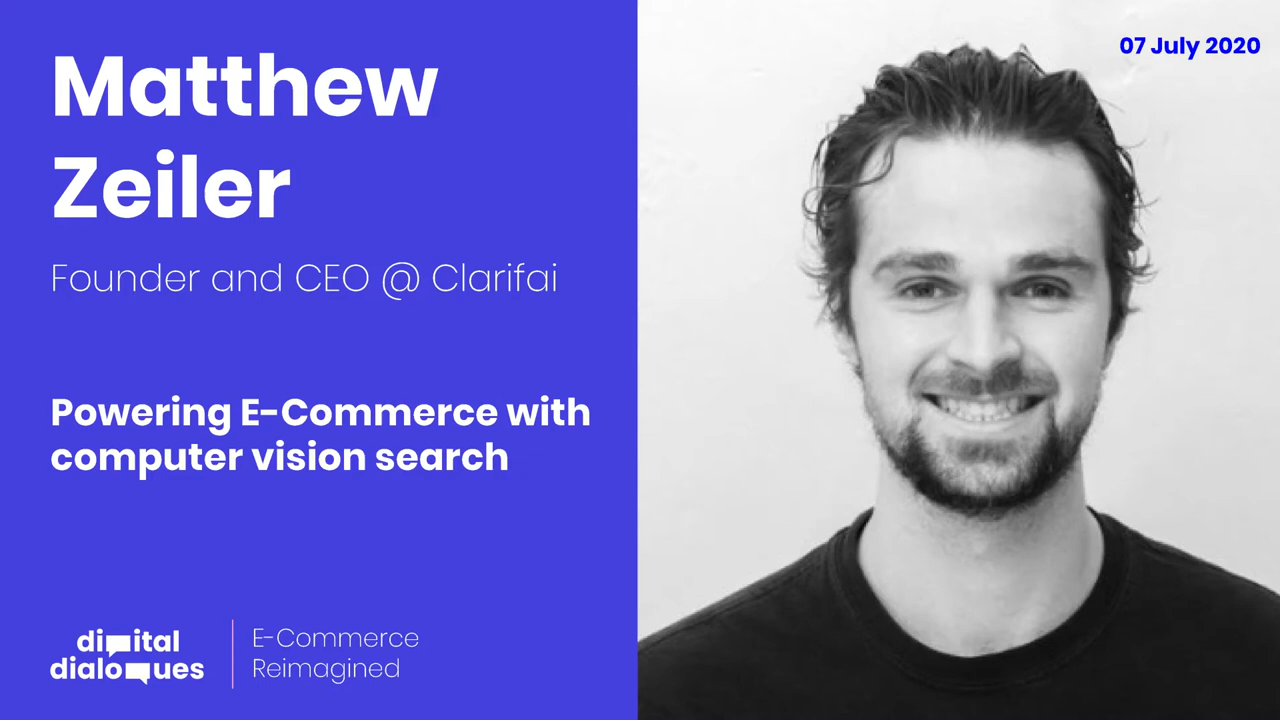 Matthew
Zeiler
Founder and CEO @ Clarifai
Powering E-Commerce with
computer vision search
digital
dialogues
E-Commerce
Reimagined
07 July 2020